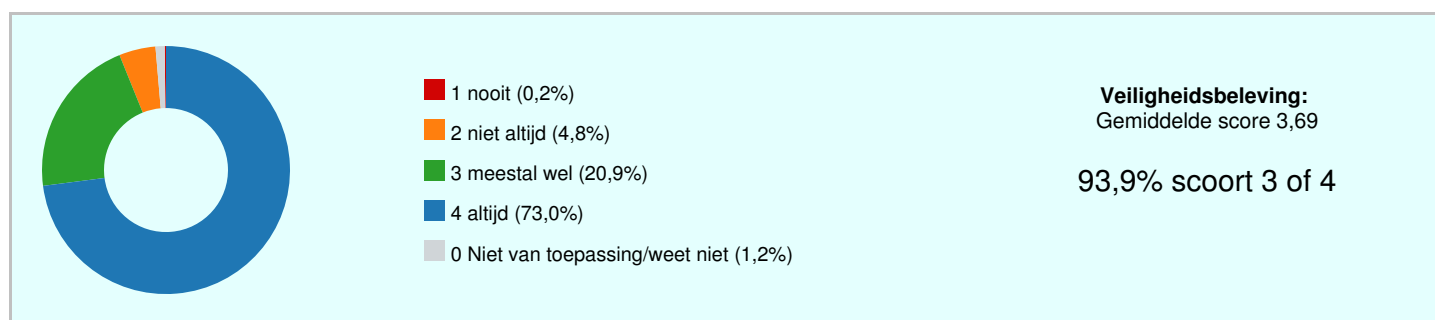 1 nooit (0,2%)
2 niet altijd (4,8%)
3 meestal wel (20,9%)
4 altijd (73,0%)
0 Niet van toepassing/weet niet (1,2%)
Veiligheidsbeleving:
Gemiddelde score 3,69
93,9% scoort 3 of 4